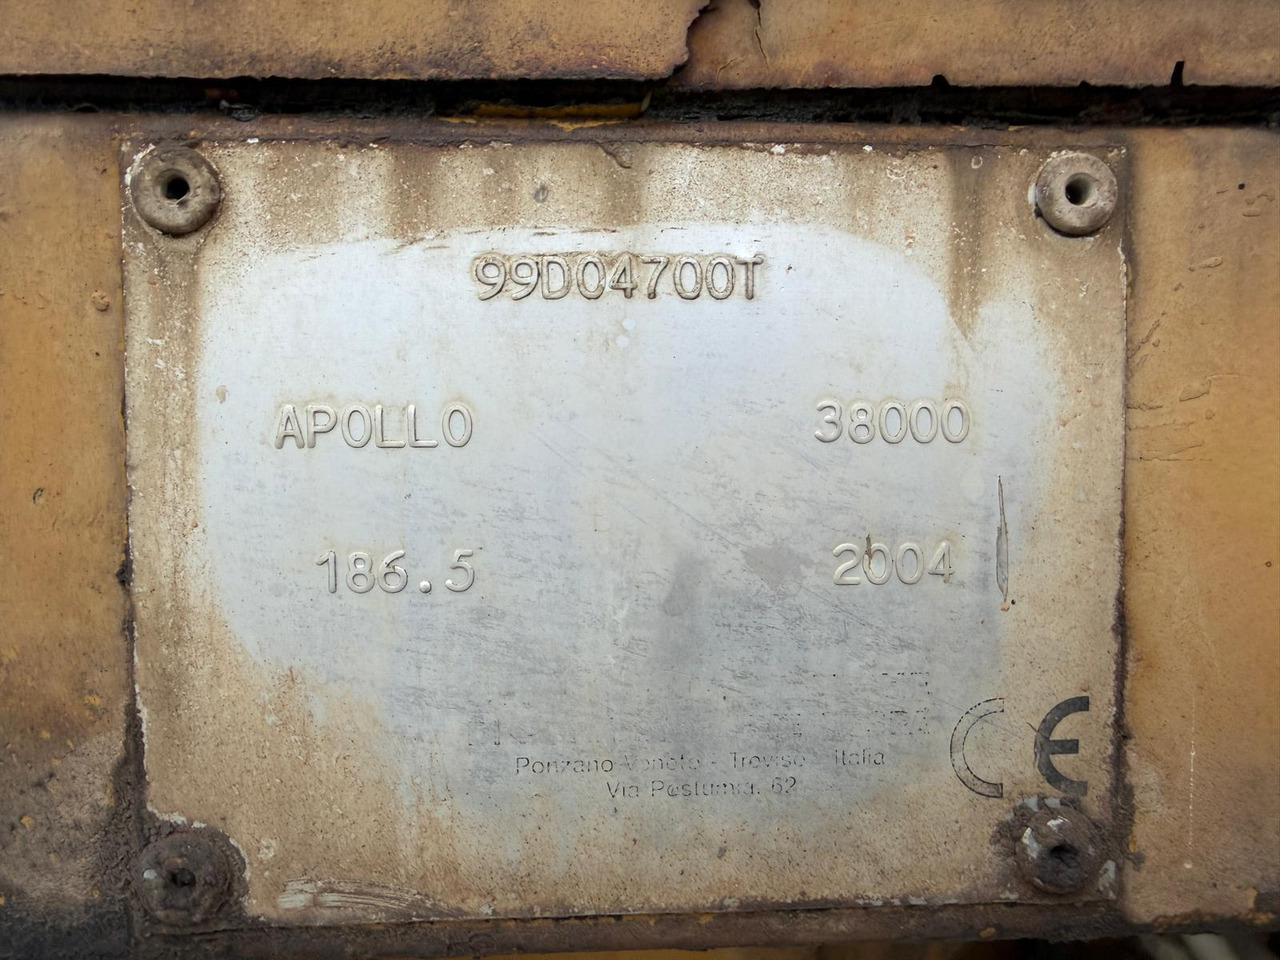 99D04700T
APOLLO 38000
186.5 2004
CE
Ponzano Veneto - Treviso Italia
Via Postumia, 62